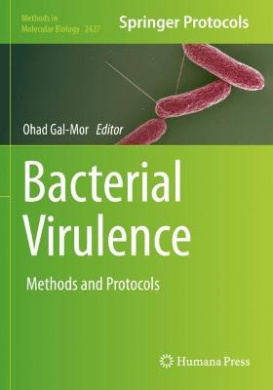 Methods in
Molecular Biology 2427
Springer Protocols
Ohad Gal-Mor Editor
Bacterial
Virulence
Methods and Protocols
Humana Press